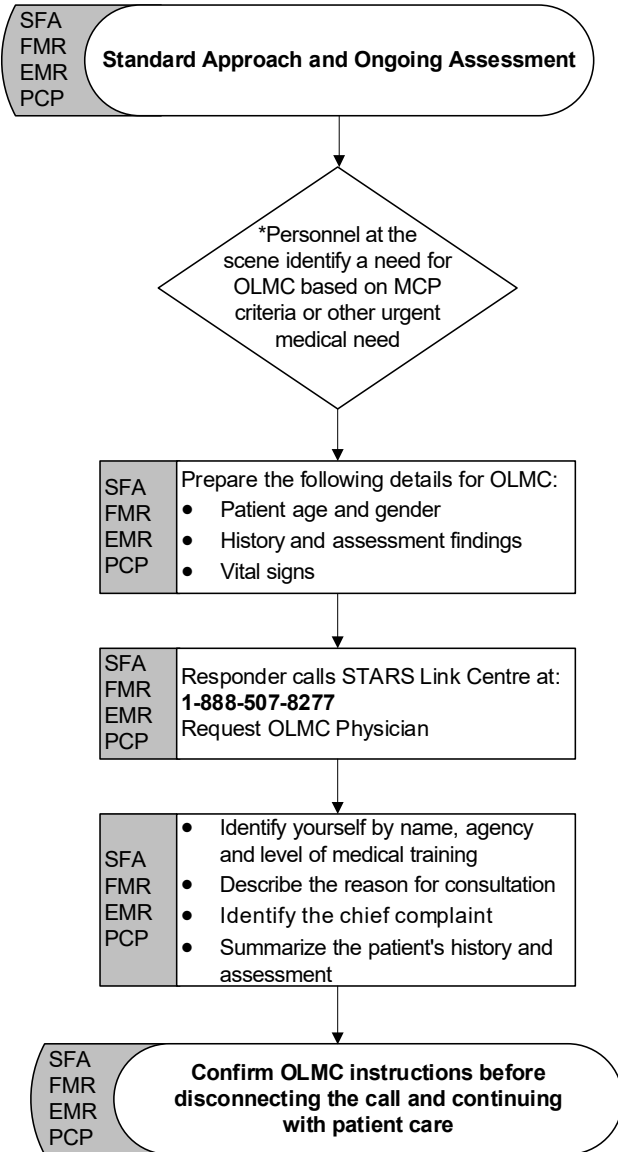 SFA
FMR
EMR
PCP
Standard Approach and Ongoing Assessment
*Personnel at the
scene identify a need for
OLMC based on MCP
criteria or other urgent
medical need
SFA
FMR
EMR
PCP
Prepare the following details for OLMC:
• Patient age and gender
• History and assessment findings
• Vital signs
SFA
FMR
EMR
PCP
Responder calls STARS Link Centre at:
1-888-507-8277
Request OLMC Physician
SFA
FMR
EMR
PCP
• Identify yourself by name, agency
and level of medical training
• Describe the reason for consultation
• Identify the chief complaint
• Summarize the patient's history and
assessment
SFA
FMR
EMR
PCP
Confirm OLMC instructions before
disconnecting the call and continuing
with patient care